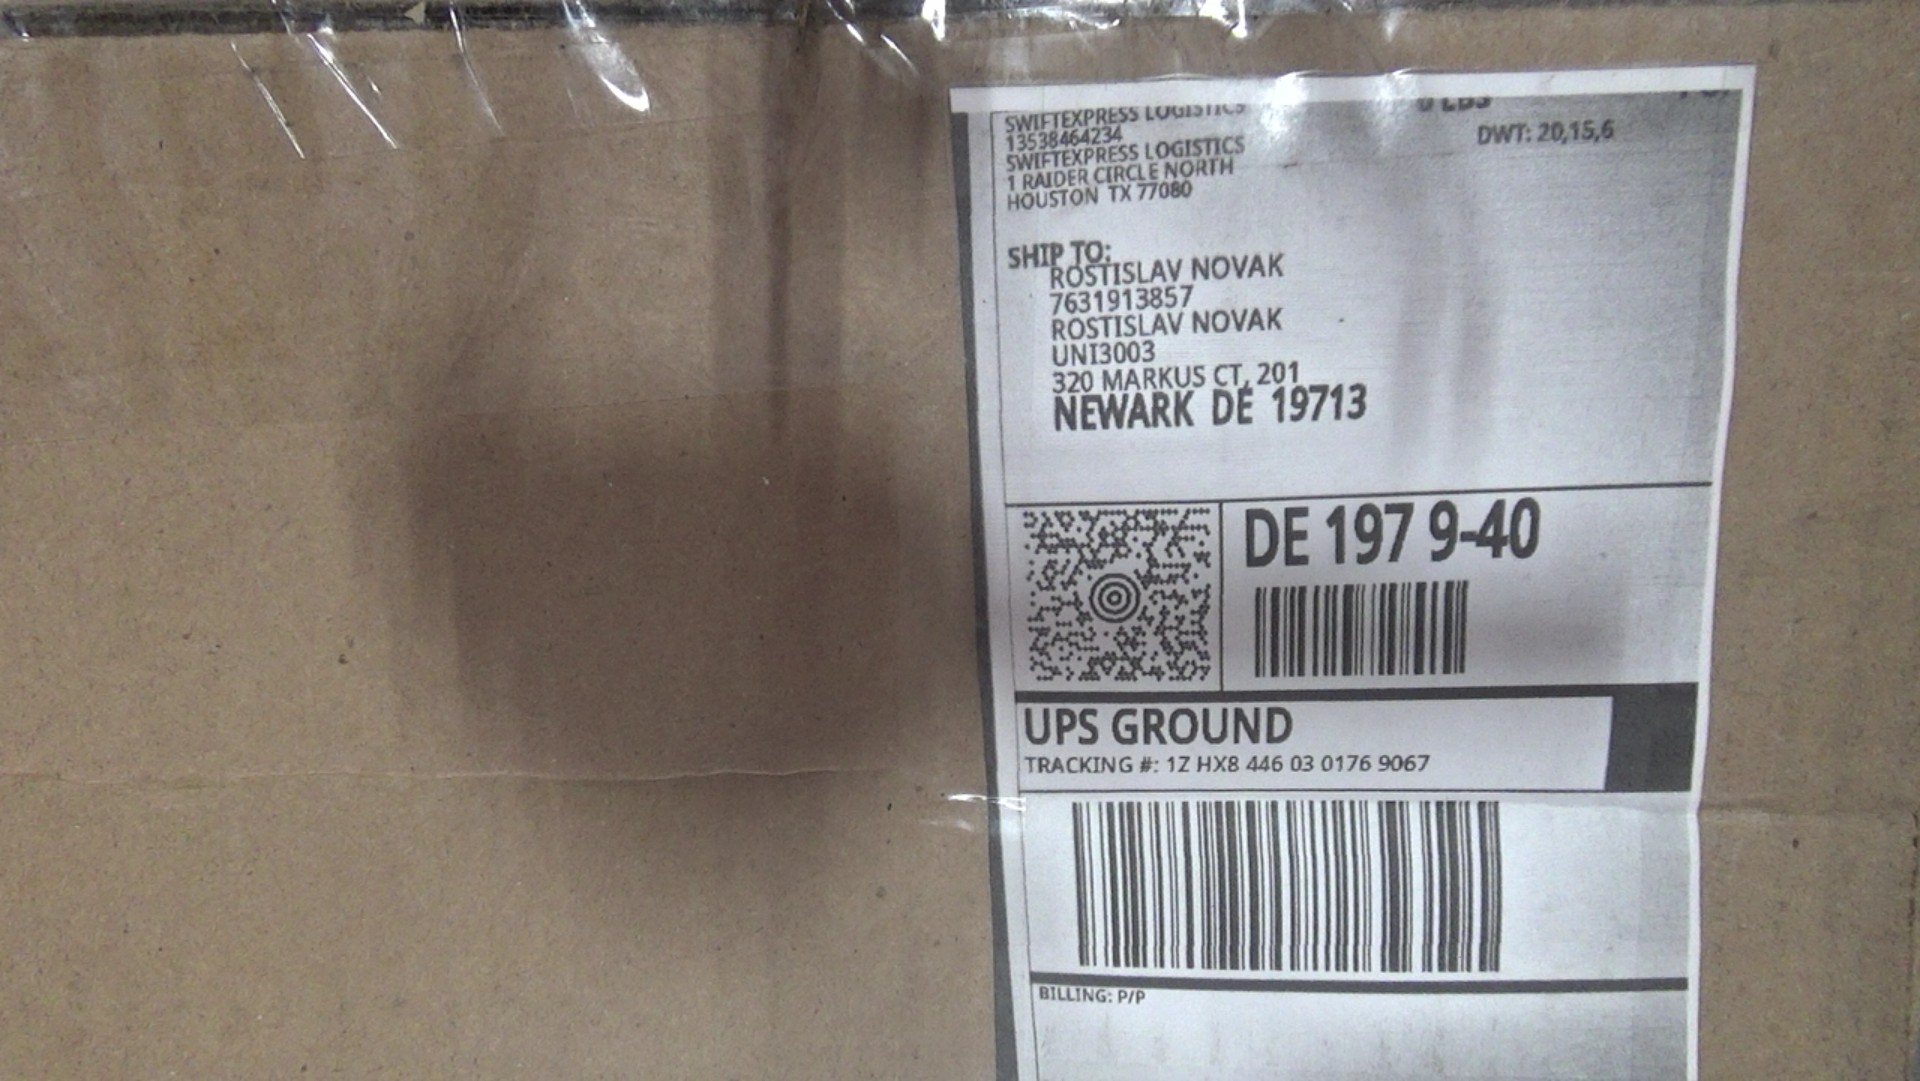 SWIFTEXPRESS LOGISTICS
13538464234
SWIFTEXPRESS LOGISTICS
1 RAIDER CIRCLE NORTH
HOUSTON TX 77080
LBS
DWT: 20,15,6
SHIP TO:
ROSTISLAV NOVAK
7631913857
ROSTISLAV NOVAK
UNI3003
320 MARKUS CT, 201
NEWARK DE 19713
DE 197 9-40
UPS GROUND
TRACKING #: 1Z HX8 446 03 0176 9067
BILLING: P/P